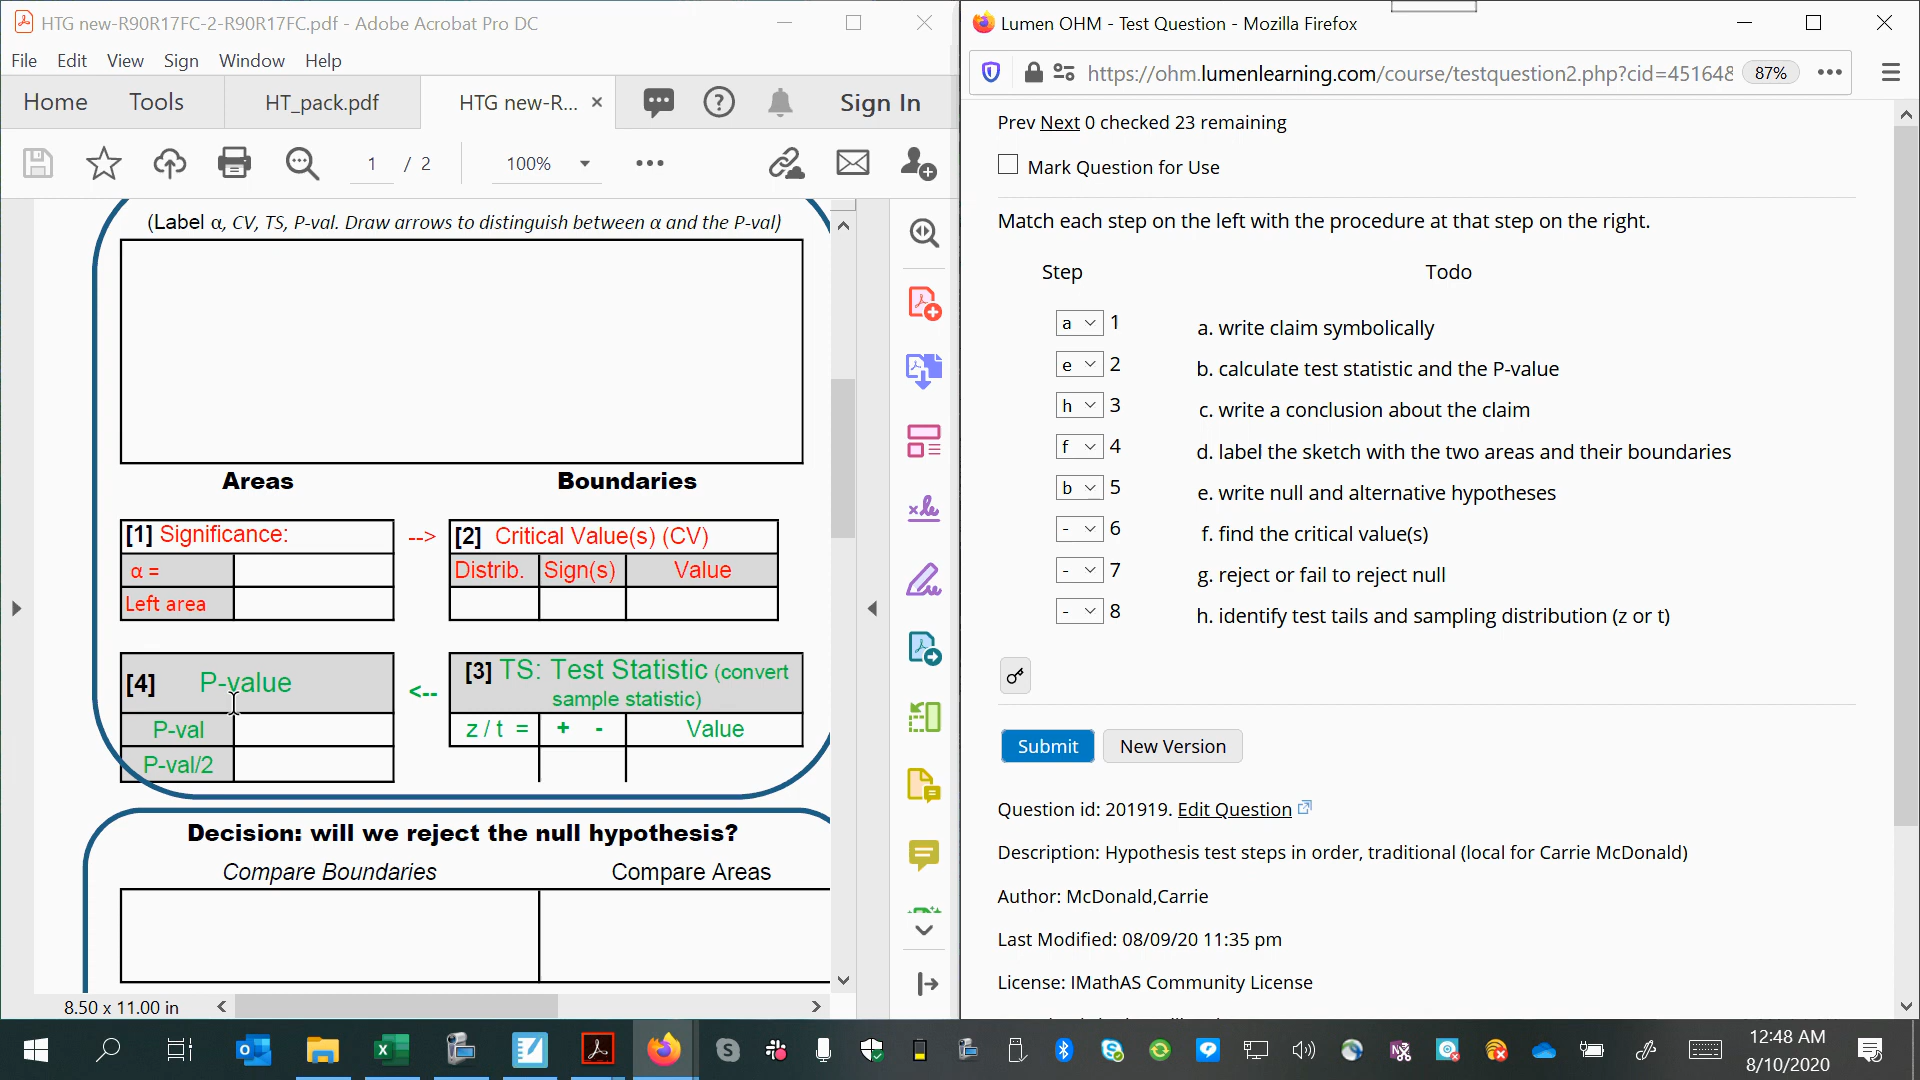 HTG new-R90R17FC-2-R90R17FC.pdf - Adobe Acrobat Pro DC
File Edit View Window Sign Help
Home Tools HT_pack.pdf HTG new-R... × Sign In
1 / 2 100%
(Label α, CV, TS, P-val. Draw arrows to distinguish between α and the P-val)
Areas Boundaries
[1] Significance: --> [2] Critical Value(s) (CV)
α = Distrib. Sign(s) Value
Left area
[4] P-value <-- [3] TS: Test Statistic (convert
sample statistic)
P-val z / t = + - Value
P-val/2
Decision: will we reject the null hypothesis?
Compare Boundaries Compare Areas
8.50 x 11.00 in
Lumen OHM - Test Question - Mozilla Firefox
https://ohm.lumenlearning.com/course/testquestion2.php?cid=451648 87%
Prev Next 0 checked 23 remaining
Mark Question for Use
Match each step on the left with the procedure at that step on the right.
Step Todo
a 1 a. write claim symbolically
e 2 b. calculate test statistic and the P-value
h 3 c. write a conclusion about the claim
f 4 d. label the sketch with the two areas and their boundaries
b 5 e. write null and alternative hypotheses
- 6 f. find the critical value(s)
- 7 g. reject or fail to reject null
- 8 h. identify test tails and sampling distribution (z or t)
Submit New Version
Question id: 201919. Edit Question
Description: Hypothesis test steps in order, traditional (local for Carrie McDonald)
Author: McDonald,Carrie
Last Modified: 08/09/20 11:35 pm
License: IMathAS Community License
12:48 AM
8/10/2020